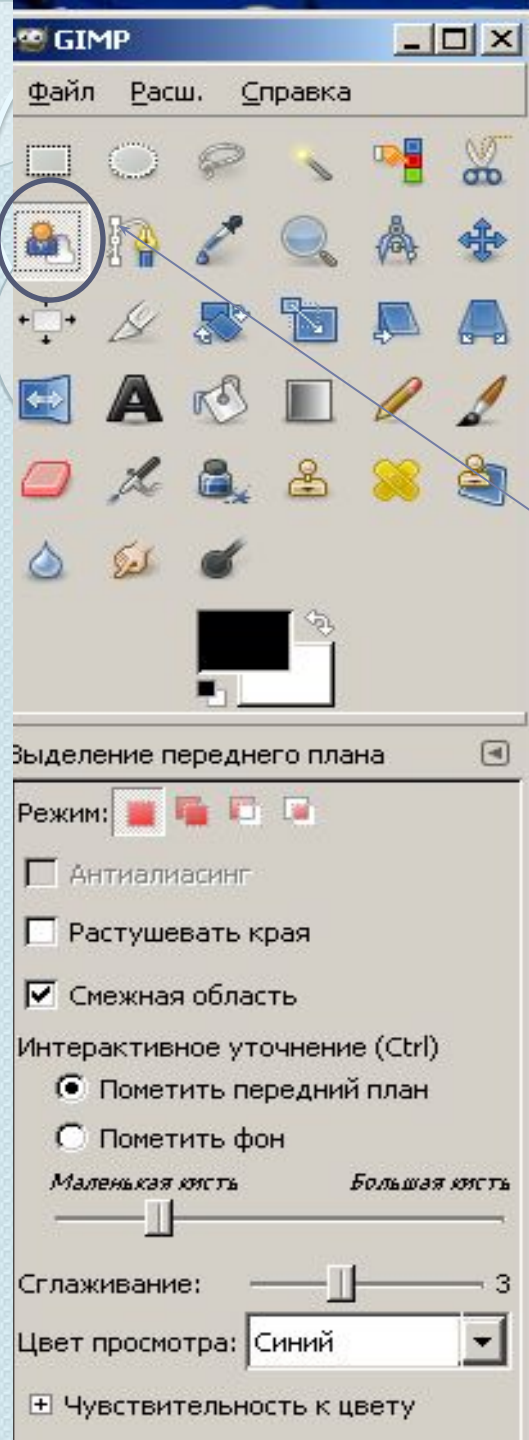 GIMP
Файл Расш. Справка
Выделение переднего плана
Режим:
Антиалиасинг
Растушевать края
Смежная область
Интерактивное уточнение (Ctrl)
Пометить передний план
Пометить фон
Маленькая кисть Большая кисть
Сглаживание: 3
Цвет просмотра: Синий
Чувствительность к цвету